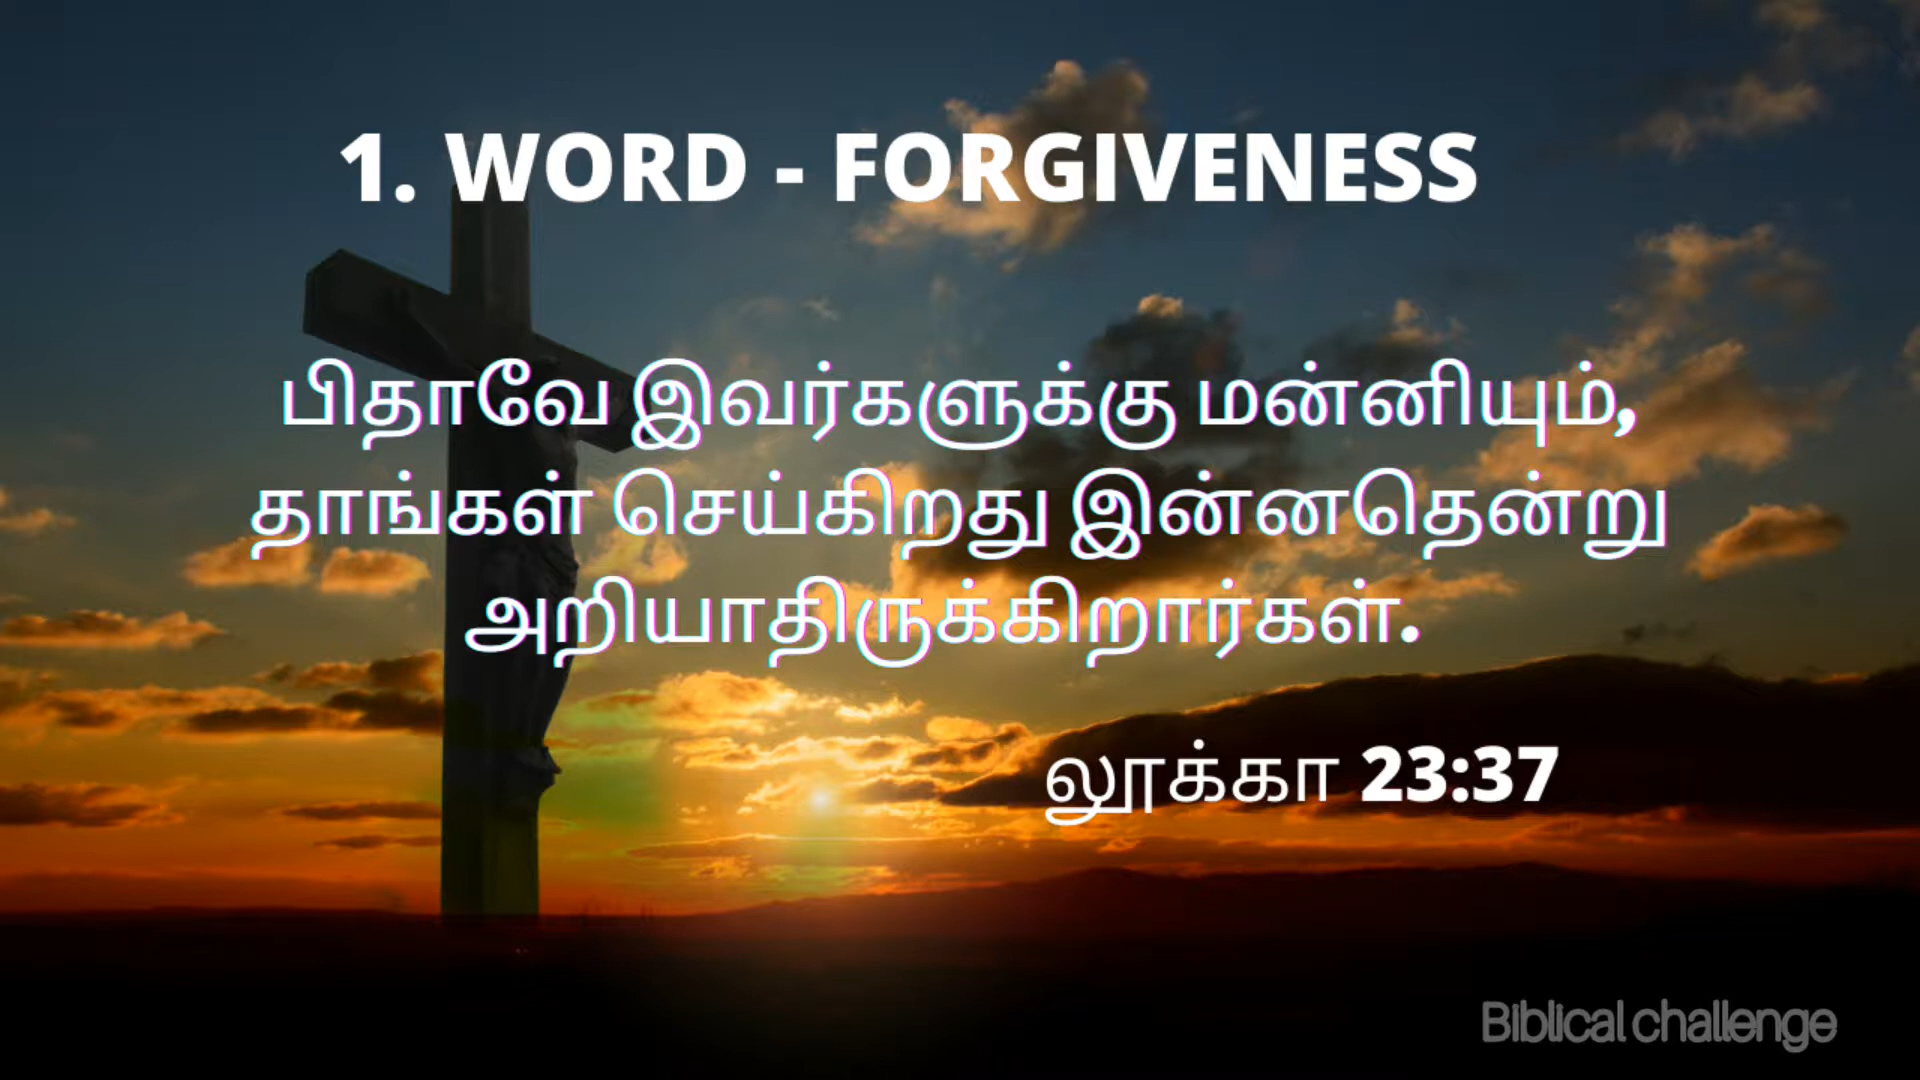 1. WORD - FORGIVENESS
பிதாவே இவர்களுக்கு மன்னியும்,
தாங்கள் செய்கிறது இன்னதென்று
அறியாதிருக்கிறார்கள்.
லூக்கா 23:37
Biblical challenge